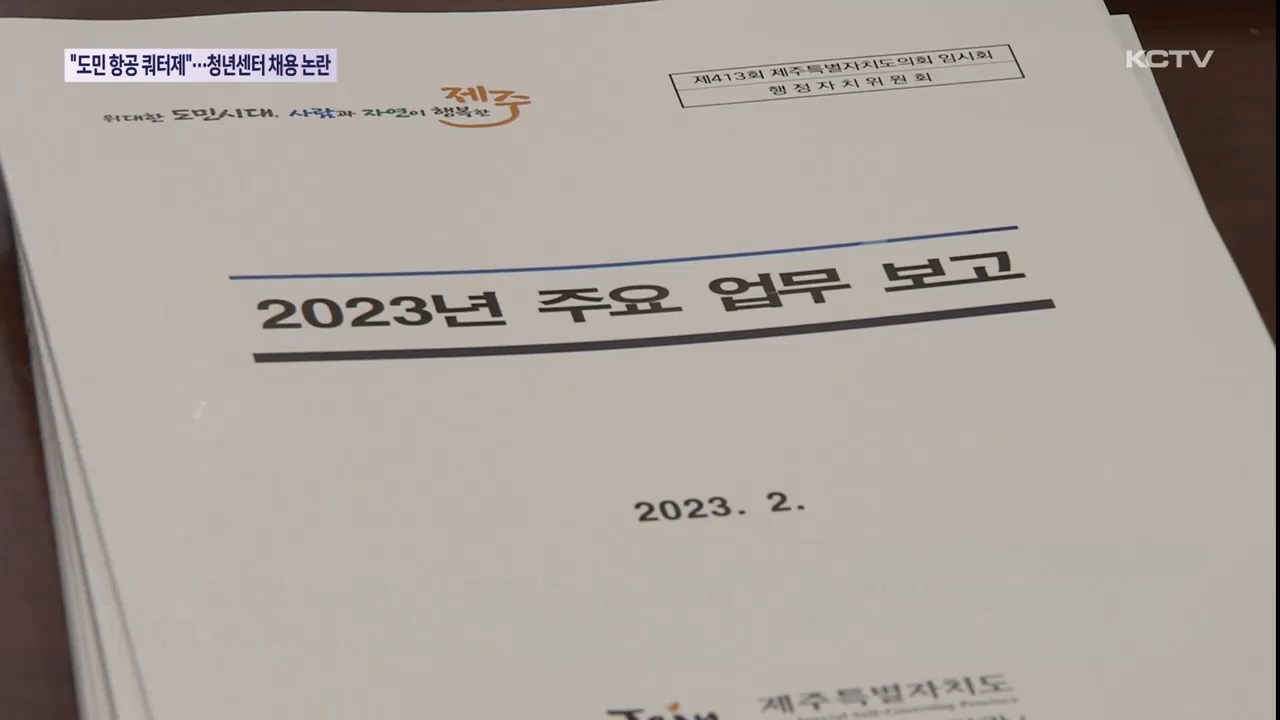 "도민 항공 쿼터제"…청년센터 채용 논란
KCTV
제413회 제주특별자치도의회 임시회
행정자치위원회
위대한 도민시대, 사람과 자연이 행복한 제주
2023년 주요 업무 보고
2023. 2.
제주특별자치도